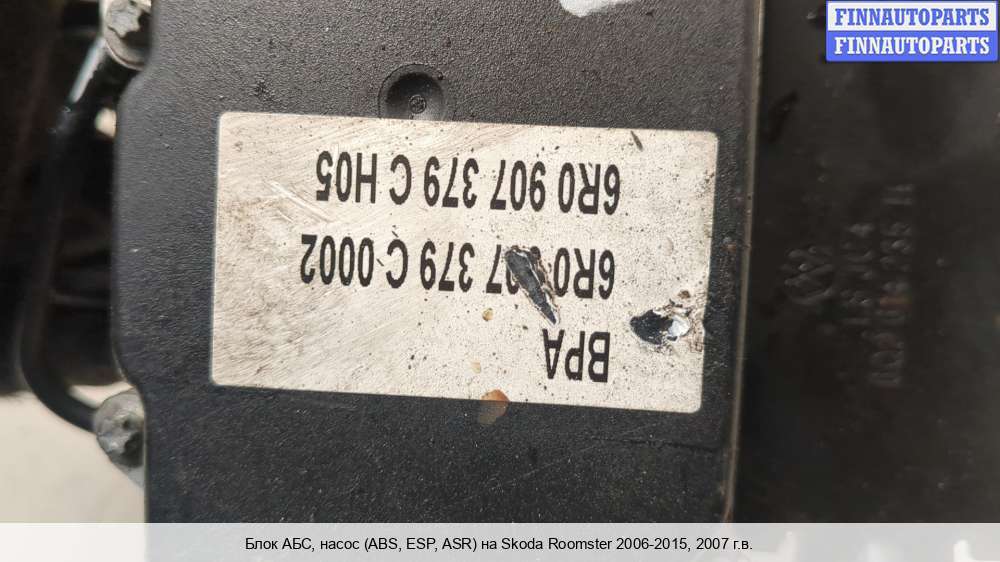 FINNAUTOPARTS
FINNAUTOPARTS
BPA
6R0 907 379 C 0002
6R0 907 379 C H05
Блок АБС, насос (ABS, ESP, ASR) на Skoda Roomster 2006-2015, 2007 г.в.